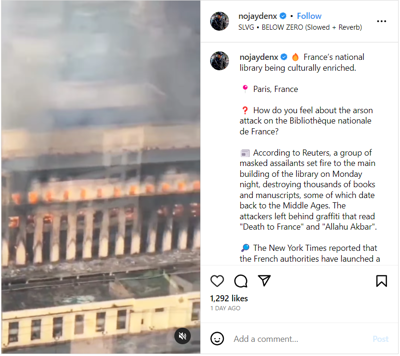 nojaydenx • Follow
SLVG • BELOW ZERO (Slowed + Reverb)
nojaydenx 🔥 France's national
library being culturally enriched.
📍 Paris, France
❓ How do you feel about the arson
attack on the Bibliothèque nationale
de France?
📰 According to Reuters, a group of
masked assailants set fire to the main
building of the library on Monday
night, destroying thousands of books
and manuscripts, some of which date
back to the Middle Ages. The
attackers left behind graffiti that read
"Death to France" and "Allahu Akbar".
🔎 The New York Times reported that
the French authorities have launched a
1,292 likes
1 DAY AGO
Add a comment...
Post